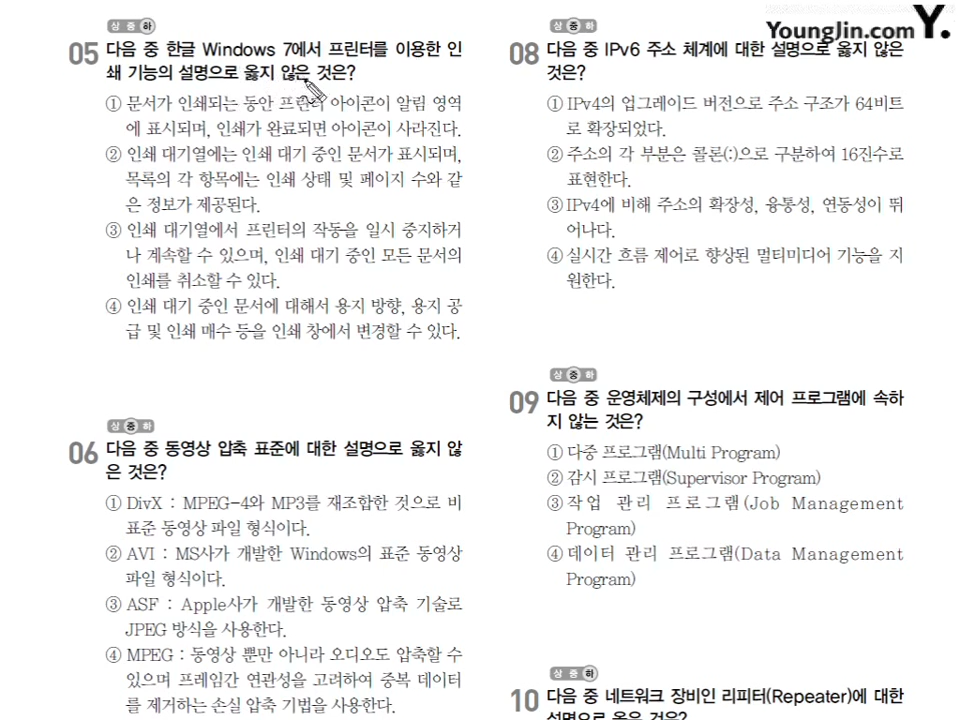 상 중 하
05 다음 중 한글 Windows 7에서 프린터를 이용한 인
쇄 기능의 설명으로 옳지 않은 것은?
① 문서가 인쇄되는 동안 프린터 아이콘이 알림 영역
에 표시되며, 인쇄가 완료되면 아이콘이 사라진다.
② 인쇄 대기열에는 인쇄 대기 중인 문서가 표시되며,
목록의 각 항목에는 인쇄 상태 및 페이지 수와 같
은 정보가 제공된다.
③ 인쇄 대기열에서 프린터의 작동을 일시 중지하거
나 계속할 수 있으며, 인쇄 대기 중인 모든 문서의
인쇄를 취소할 수 있다.
④ 인쇄 대기 중인 문서에 대해서 용지 방향, 용지 공
급 및 인쇄 매수 등을 인쇄 창에서 변경할 수 있다.
상 중 하
06 다음 중 동영상 압축 표준에 대한 설명으로 옳지 않
은 것은?
① DivX : MPEG-4와 MP3를 재조합한 것으로 비
표준 동영상 파일 형식이다.
② AVI : MS사가 개발한 Windows의 표준 동영상
파일 형식이다.
③ ASF : Apple사가 개발한 동영상 압축 기술로
JPEG 방식을 사용한다.
④ MPEG : 동영상 뿐만 아니라 오디오도 압축할 수
있으며 프레임간 연관성을 고려하여 중복 데이터
를 제거하는 손실 압축 기법을 사용한다.
YoungJin.com Y.
상 중 하
08 다음 중 IPv6 주소 체계에 대한 설명으로 옳지 않은
것은?
① IPv4의 업그레이드 버전으로 주소 구조가 64비트
로 확장되었다.
② 주소의 각 부분은 콜론(:)으로 구분하여 16진수로
표현한다.
③ IPv4에 비해 주소의 확장성, 융통성, 연동성이 뛰
어나다.
④ 실시간 흐름 제어로 향상된 멀티미디어 기능을 지
원한다.
상 중 하
09 다음 중 운영체제의 구성에서 제어 프로그램에 속하
지 않는 것은?
① 다중 프로그램(Multi Program)
② 감시 프로그램(Supervisor Program)
③ 작업 관리 프로그램(Job Management
Program)
④ 데이터 관리 프로그램(Data Management
Program)
상 중 하
10 다음 중 네트워크 장비인 리피터(Repeater)에 대한
설명으로 옳은 것은?